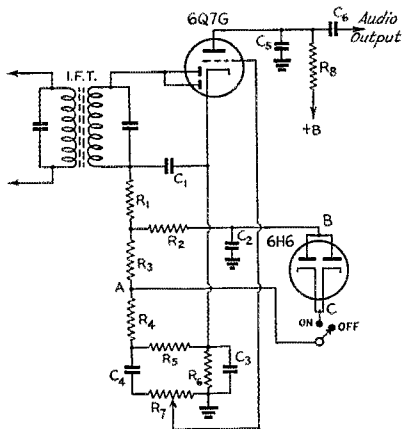 6Q7G
C6
Audio
Output
C5
I.F.T.
R8
+B
C1
R1
B
R2
C2
6H6
R3
A
C
ON
OFF
R4
R5
C3
C4
R6
R7